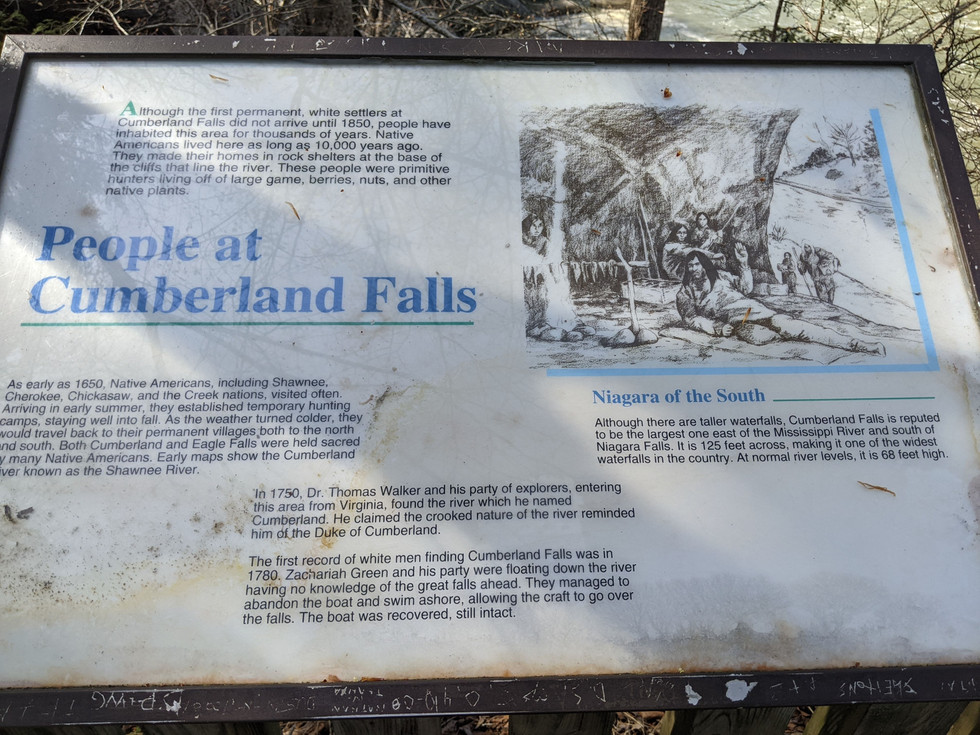 Although the first permanent, white settlers at
Cumberland Falls did not arrive until 1850, people have
inhabited this area for thousands of years. Native
Americans lived here as long as 10,000 years ago.
They made their homes in rock shelters at the base of
the cliffs that line the river. These people were primitive
hunters living off of large game, berries, nuts, and other
native plants.
People at
Cumberland Falls
As early as 1650, Native Americans, including Shawnee,
Cherokee, Chickasaw, and the Creek nations, visited often.
Arriving in early summer, they established temporary hunting
camps, staying well into fall. As the weather turned colder, they
would travel back to their permanent villages both to the north
and south. Both Cumberland and Eagle Falls were held sacred
y many Native Americans. Early maps show the Cumberland
iver known as the Shawnee River.
In 1750, Dr. Thomas Walker and his party of explorers, entering
this area from Virginia, found the river which he named
Cumberland. He claimed the crooked nature of the river reminded
him of the Duke of Cumberland.
The first record of white men finding Cumberland Falls was in
1780. Zachariah Green and his party were floating down the river
having no knowledge of the great falls ahead. They managed to
abandon the boat and swim ashore, allowing the craft to go over
the falls. The boat was recovered, still intact.
Niagara of the South
Although there are taller waterfalls, Cumberland Falls is reputed
to be the largest one east of the Mississippi River and south of
Niagara Falls. It is 125 feet across, making it one of the widest
waterfalls in the country. At normal river levels, it is 68 feet high.